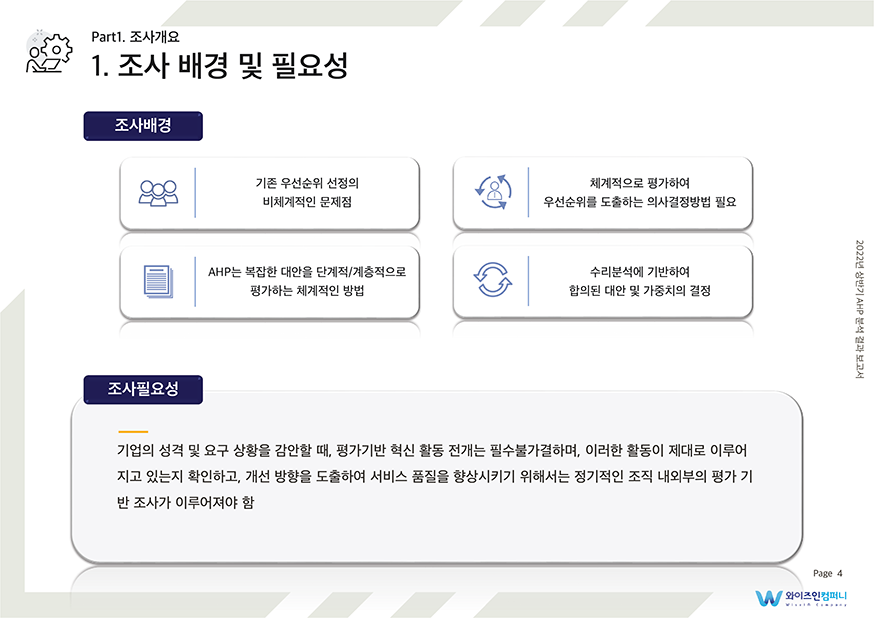 Part1. 조사개요
1. 조사 배경 및 필요성
조사배경
기존 우선순위 선정의
비체계적인 문제점
체계적으로 평가하여
우선순위를 도출하는 의사결정방법 필요
AHP는 복잡한 대안을 단계적/계층적으로
평가하는 체계적인 방법
수리분석에 기반하여
합의된 대안 및 가중치의 결정
2022년 상반기 AHP 분석 결과 보고서
조사필요성
기업의 성격 및 요구 상황을 감안할 때, 평가기반 혁신 활동 전개는 필수불가결하며, 이러한 활동이 제대로 이루어
지고 있는지 확인하고, 개선 방향을 도출하여 서비스 품질을 향상시키기 위해서는 정기적인 조직 내외부의 평가 기
반 조사가 이루어져야 함
Page 4
와이즈인컴퍼니
WiseIn Company